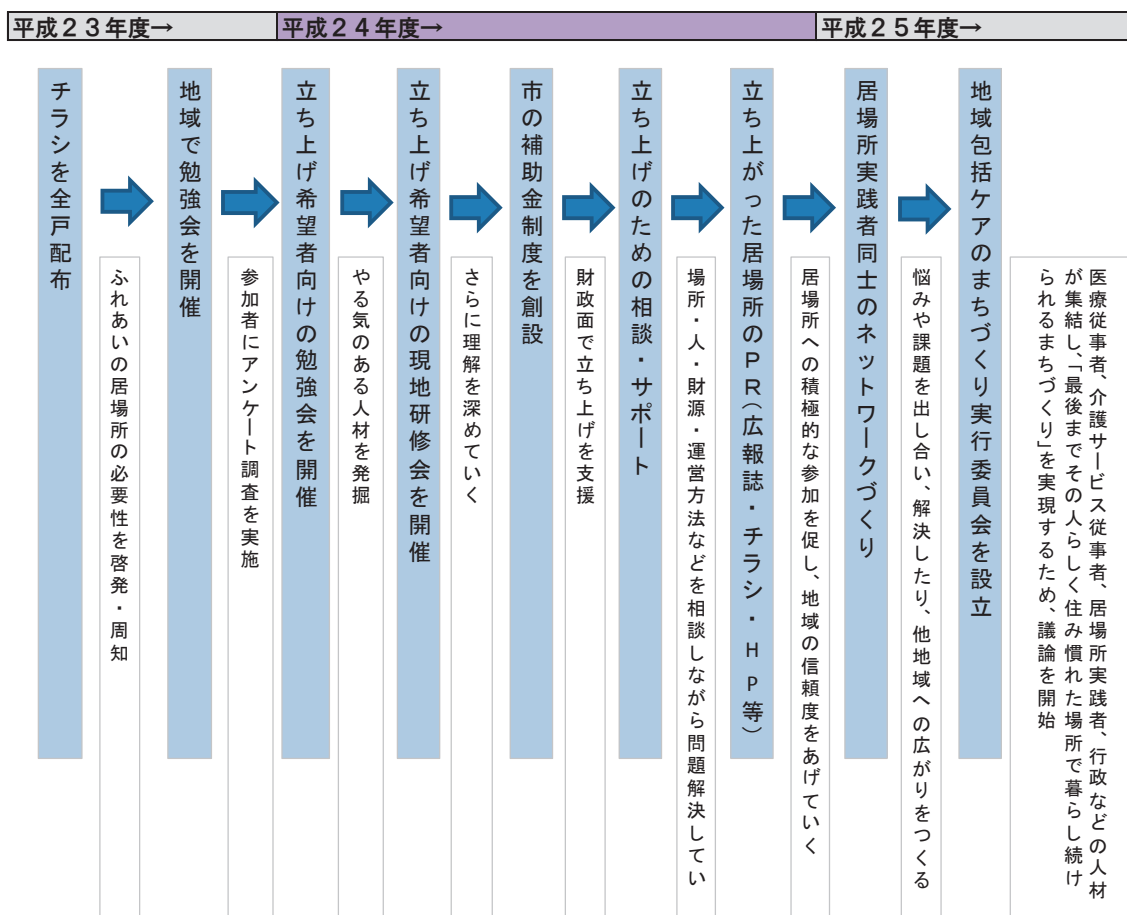 平成２３年度→
平成２４年度→
平成２５年度→
チラシを全戸配布
ふれあいの居場所の必要性を啓発・周知
地域で勉強会を開催
参加者にアンケート調査を実施
立ち上げ希望者向けの勉強会を開催
やる気のある人材を発掘
立ち上げ希望者向けの現地研修会を開催
さらに理解を深めていく
市の補助金制度を創設
財政面で立ち上げを支援
立ち上げのための相談・サポート
場所・人・財源・運営方法などを相談しながら問題解決してい
立ち上がった居場所のＰＲ（広報誌・チラシ・ＨＰ等）
居場所への積極的な参加を促し、地域の信頼度をあげていく
居場所実践者同士のネットワークづくり
悩みや課題を出し合い、解決したり、他地域への広がりをつくる
地域包括ケアのまちづくり実行委員会を設立
医療従事者、介護サービス従事者、居場所実践者、行政などの人材
が集結し、「最後までその人らしく住み慣れた場所で暮らし続け
られるまちづくり」を実現するため、議論を開始